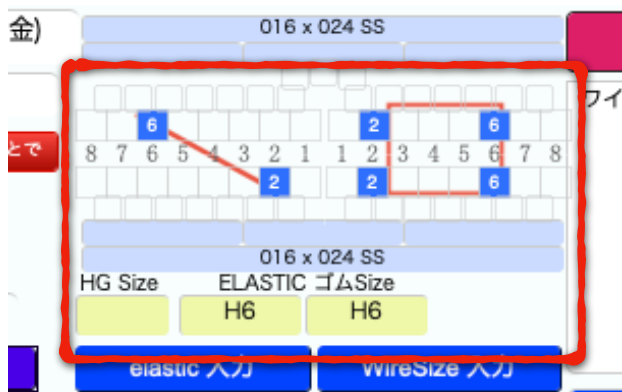 金)
016 x 024 SS
ワイ
6 2 6
とで
8 7 6 5 4 3 2 1 1 2 3 4 5 6 7 8
2 2 6
016 x 024 SS
HG Size ELASTIC ゴムSize
H6 H6
elastic 入力 WireSize 入力